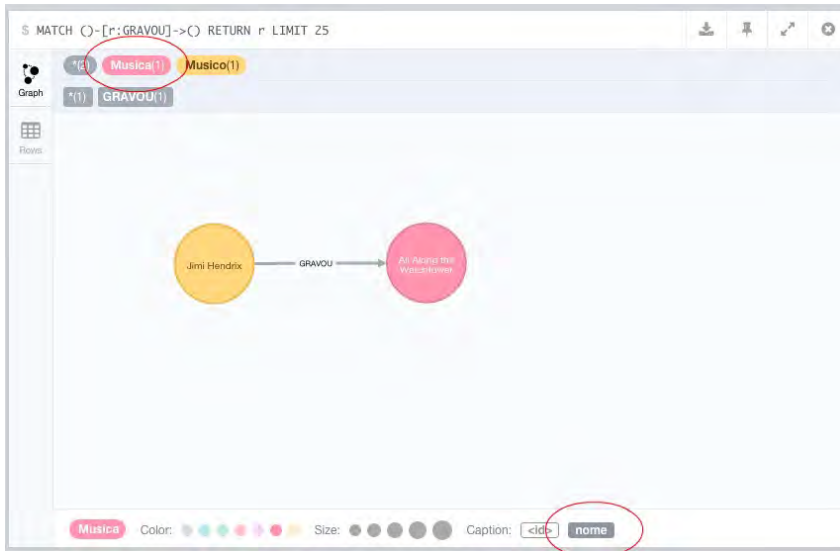 $ MATCH ()-[r:GRAVOU]->() RETURN r LIMIT 25
*(2) Musica(1) Musico(1)
Graph
*(1) GRAVOU(1)
Rows
Jimi Hendrix
GRAVOU
All Along the
Watchtower
Musica Color: Size: Caption: <id> nome